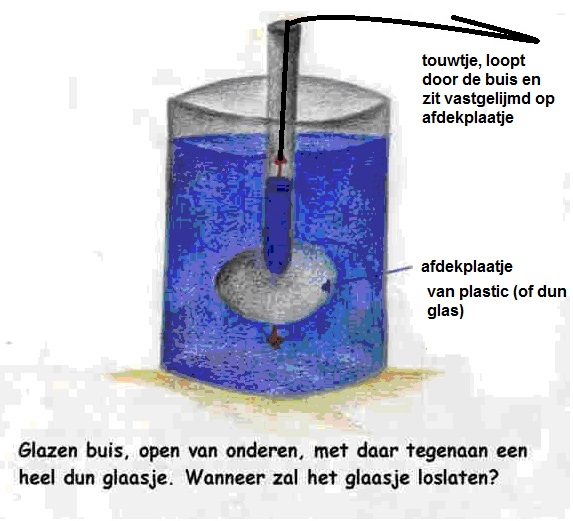 touwtje, loopt
door de buis en
zit vastgelijmd op
afdekplaatje
afdekplaatje
van plastic (of dun
glas)
Glazen buis, open van onderen, met daar tegenaan een
heel dun glaasje. Wanneer zal het glaasje loslaten?